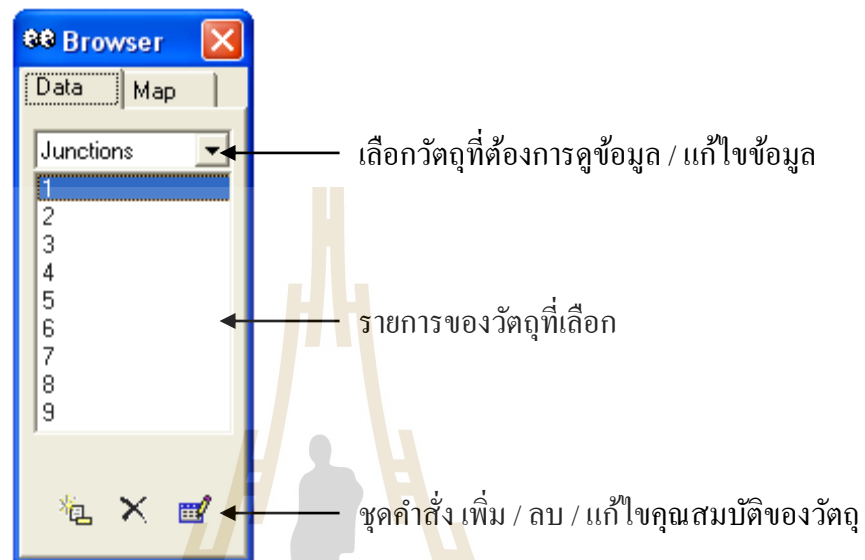 Browser
Data Map
Junctions
เลือกวัตถุที่ต้องการดูข้อมูล / แก้ไขข้อมูล
1
2
3
4
5
6
7
8
9
รายการของวัตถุที่เลือก
ชุดคำสั่ง เพิ่ม / ลบ / แก้ไขคุณสมบัติของวัตถุ